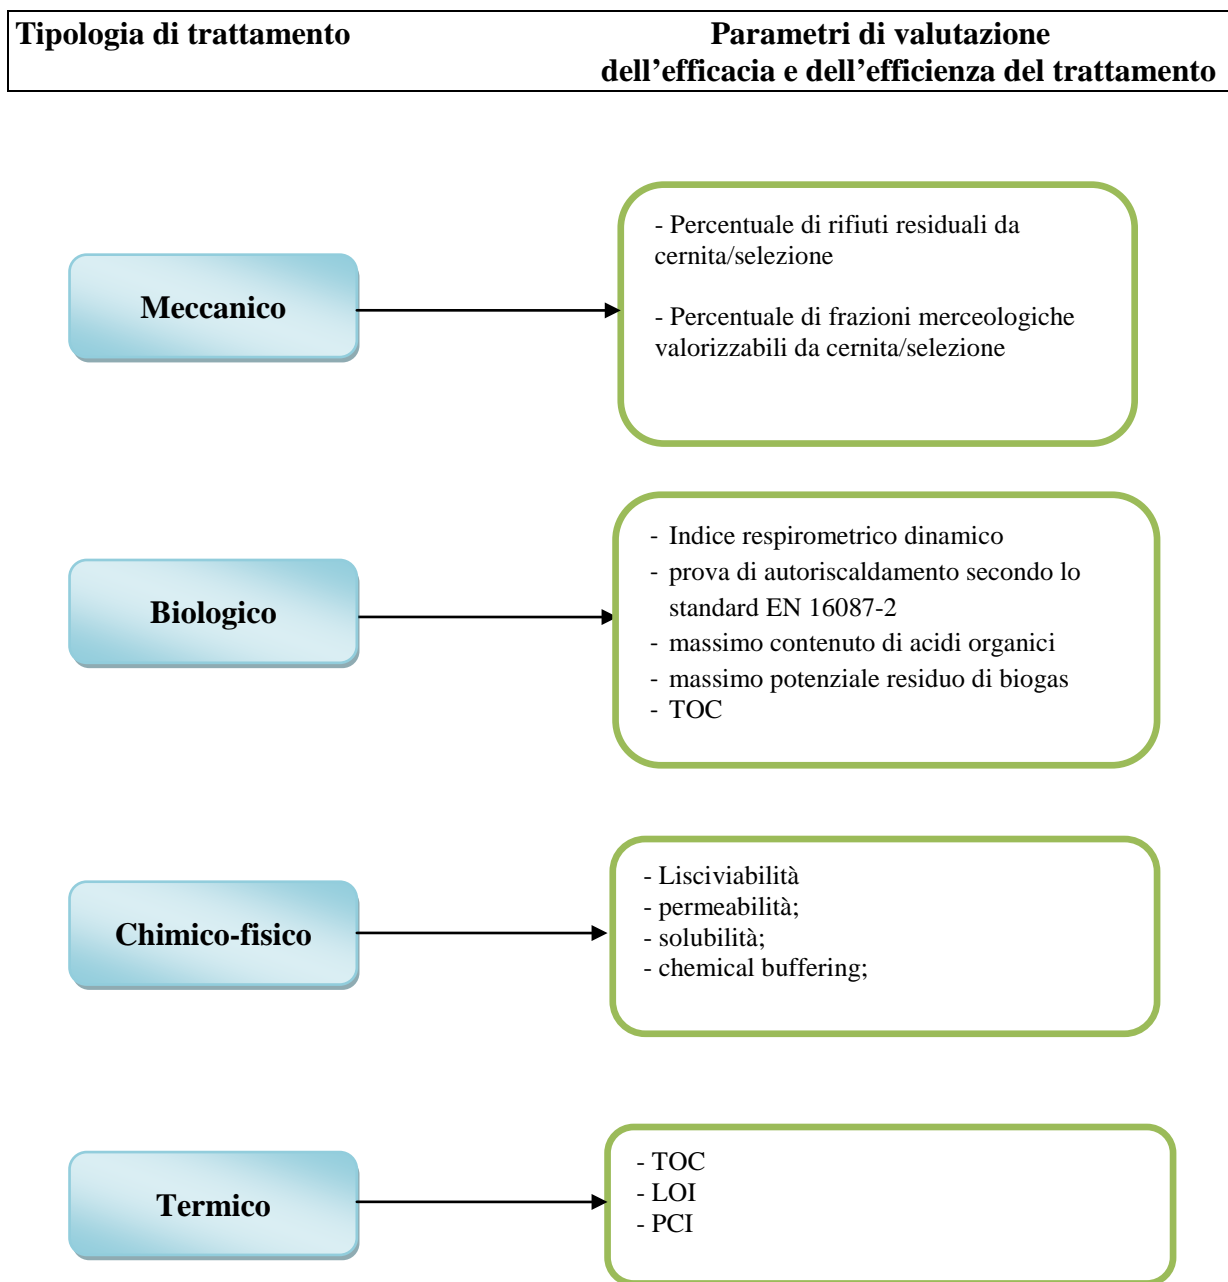 Tipologia di trattamento
Parametri di valutazione
dell’efficacia e dell’efficienza del trattamento
Meccanico
- Percentuale di rifiuti residuali da
cernita/selezione
- Percentuale di frazioni merceologiche
valorizzabili da cernita/selezione
Biologico
- Indice respirometrico dinamico
- prova di autoriscaldamento secondo lo
standard EN 16087-2
- massimo contenuto di acidi organici
- massimo potenziale residuo di biogas
- TOC
Chimico-fisico
- Lisciviabilità
- permeabilità;
- solubilità;
- chemical buffering;
Termico
- TOC
- LOI
- PCI